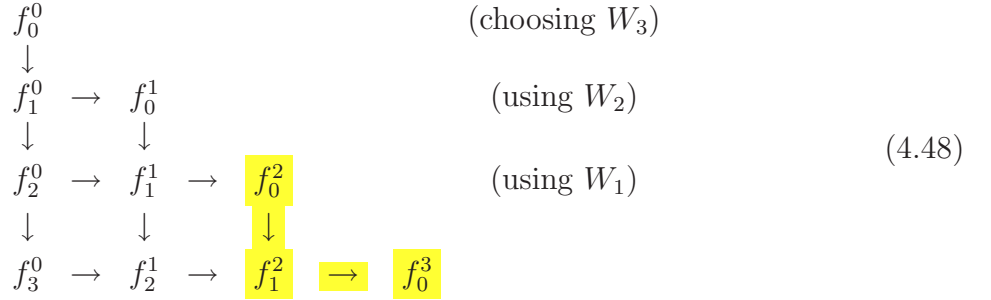 f_0^0 (choosing W_3)
↓
f_1^0 → f_0^1 (using W_2)
↓ ↓
(4.48)
f_2^0 → f_1^1 → f_0^2 (using W_1)
↓ ↓ ↓
f_3^0 → f_2^1 → f_1^2 → f_0^3